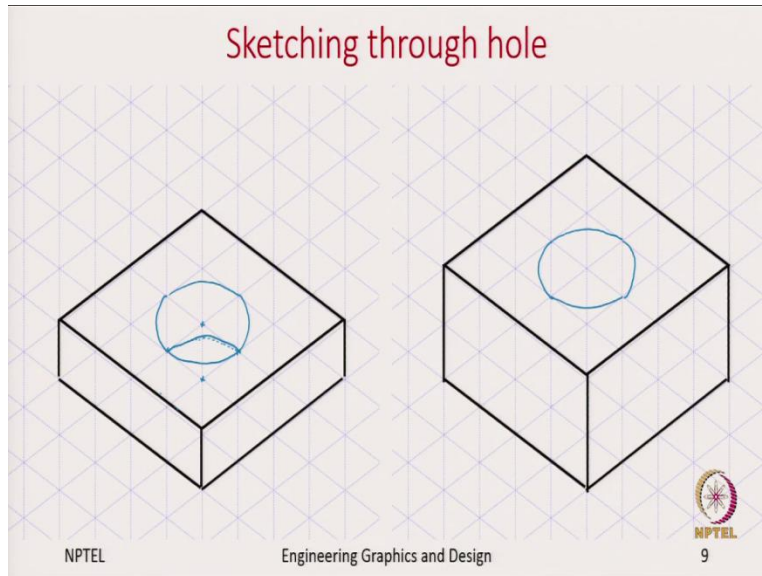 Sketching through hole
NPTEL
NPTEL
Engineering Graphics and Design
9